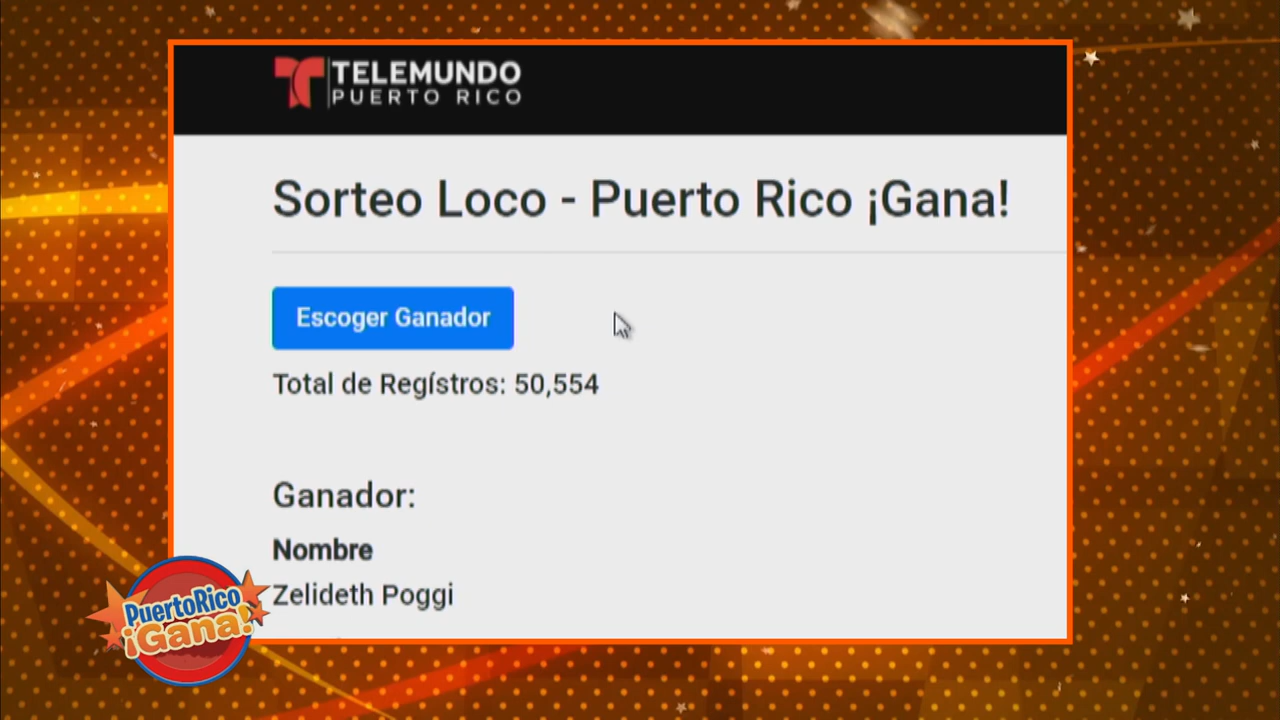 TELEMUNDO
PUERTO RICO
Sorteo Loco - Puerto Rico ¡Gana!
Escoger Ganador
Total de Regístros: 50,554
Ganador:
Nombre
Zelideth Poggi
PuertoRico
¡Gana!